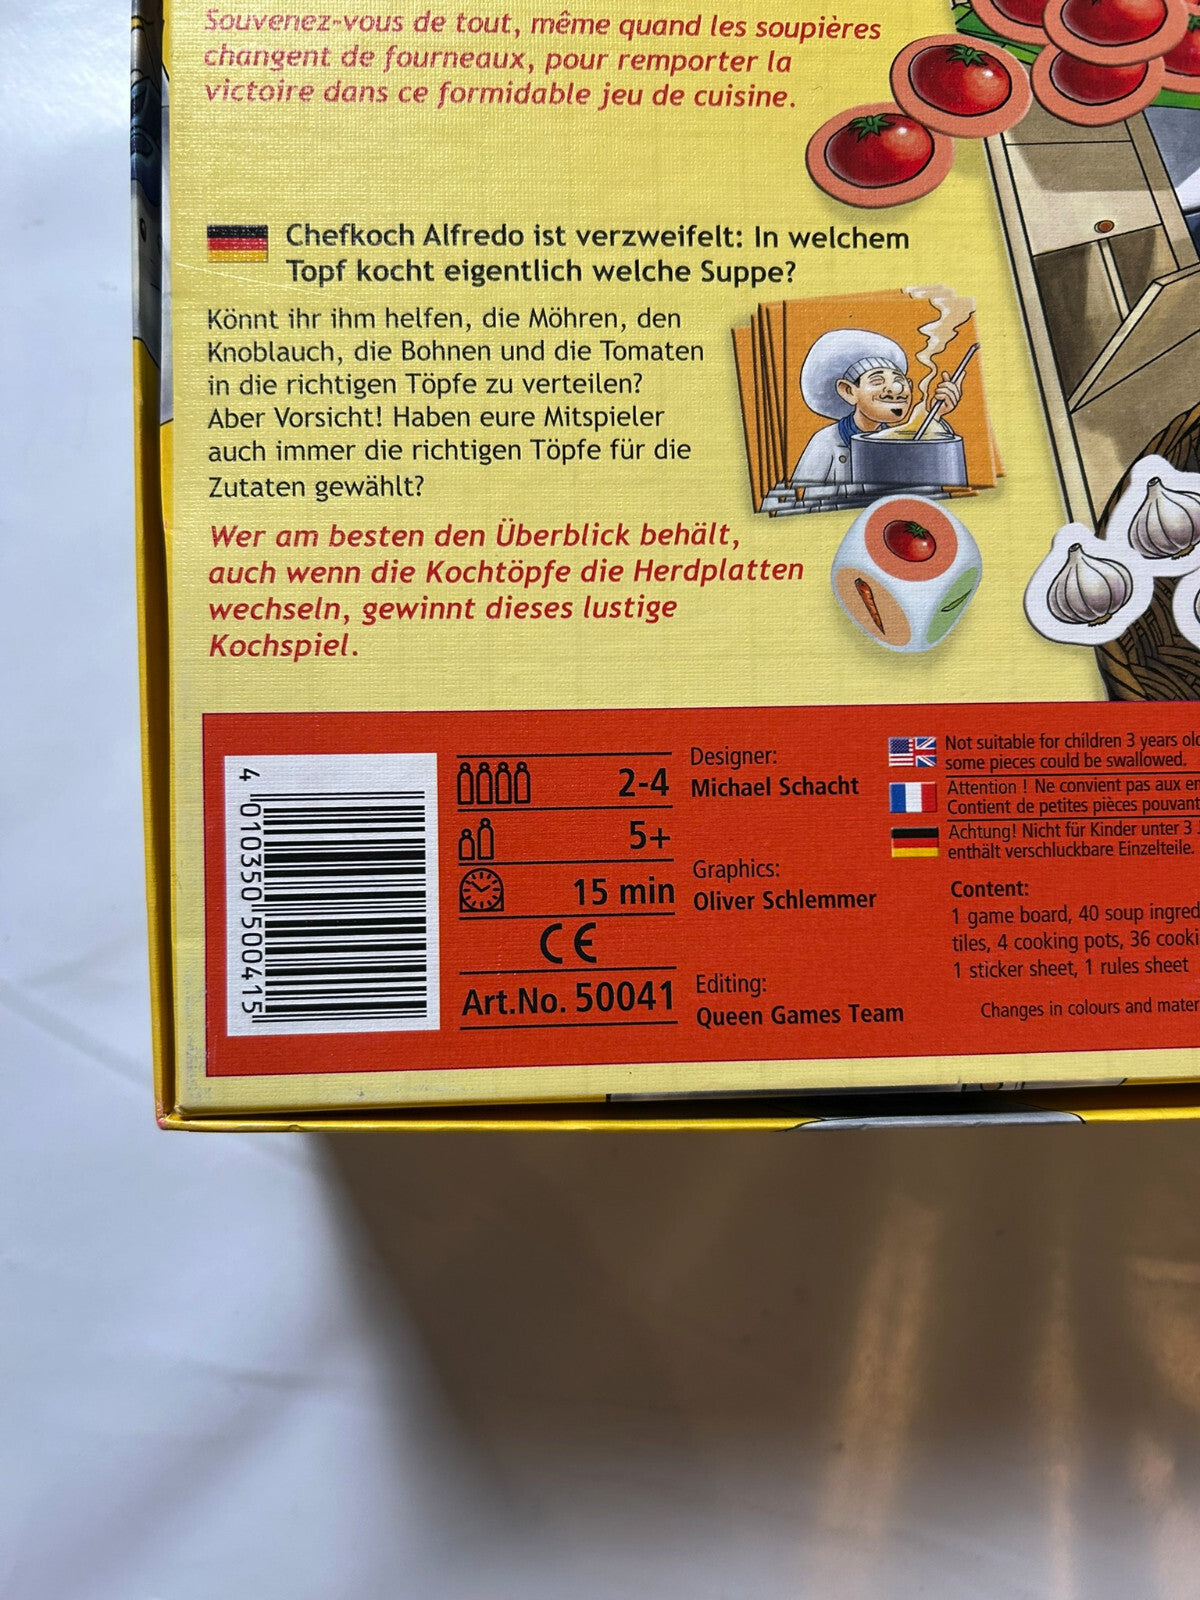 Souvenez-vous de tout, même quand les soupières
changent de fourneaux, pour remporter la
victoire dans ce formidable jeu de cuisine.
Chefkoch Alfredo ist verzweifelt: In welchem
Topf kocht eigentlich welche Suppe?
Könnt ihr ihm helfen, die Möhren, den
Knoblauch, die Bohnen und die Tomaten
in die richtigen Töpfe zu verteilen?
Aber Vorsicht! Haben eure Mitspieler
auch immer die richtigen Töpfe für die
Zutaten gewählt?
Wer am besten den Überblick behält,
auch wenn die Kochtöpfe die Herdplatten
wechseln, gewinnt dieses lustige
Kochspiel.
4 010350 500415
2-4
5+
15 min
CE
Art.No. 50041
Designer:
Michael Schacht
Graphics:
Oliver Schlemmer
Editing:
Queen Games Team
Not suitable for children 3 years
some pieces could be swallowed.
Attention ! Ne convient pas aux
Contient de petites pièces pouvant
Achtung! Nicht für Kinder unter 3
enthält verschluckbare Einzelteile.
Content:
1 game board, 40 soup
tiles, 4 cooking pots, 36
1 sticker sheet, 1 rules sheet
Changes in colours and